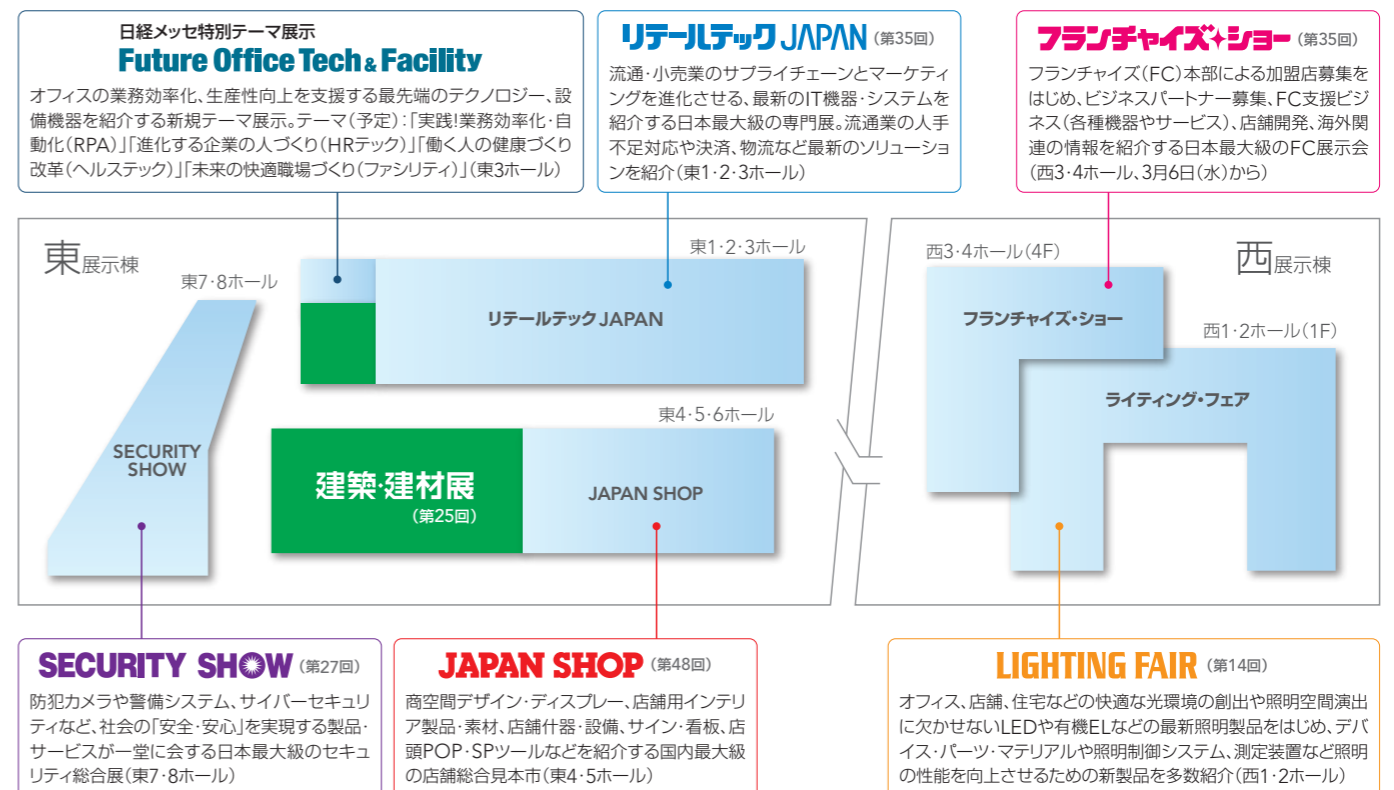 日経メッセ特別テーマ展示
Future Office Tech & Facility
オフィスの業務効率化、生産性向上を支援する最先端のテクノロジー、設
備機器を紹介する新規テーマ展示。テーマ(予定):「実践!業務効率化・自
動化(RPA)」「進化する企業の人づくり(HRテック)」「働く人の健康づくり
改革(ヘルステック)」「未来の快適職場づくり(ファシリティ)」(東3ホール)
リテールテック JAPAN (第35回)
流通・小売業のサプライチェーンとマーケティ
ングを進化させる、最新のIT機器・システムを
紹介する日本最大級の専門展。流通業の人手
不足対応や決済、物流など最新のソリューショ
ンを紹介(東1・2・3ホール)
フランチャイズ・ショー (第35回)
フランチャイズ(FC)本部による加盟店募集を
はじめ、ビジネスパートナー募集、FC支援ビジ
ネス(各種機器やサービス)、店舗開発、海外関
連の情報を紹介する日本最大級のFC展示会
(西3・4ホール、3月6日(水)から)
東展示棟
東7・8ホール
東1・2・3ホール
リテールテック JAPAN
SECURITY
SHOW
東4・5・6ホール
建築・建材展
(第25回)
JAPAN SHOP
西3・4ホール(4F)
西展示棟
フランチャイズ・ショー
西1・2ホール(1F)
ライティング・フェア
SECURITY SHOW (第27回)
防犯カメラや警備システム、サイバーセキュリ
ティなど、社会の「安全・安心」を実現する製品・
サービスが一堂に会する日本最大級のセキュ
リティ総合展(東7・8ホール)
JAPAN SHOP (第48回)
商空間デザイン・ディスプレー、店舗用インテリ
ア製品・素材、店舗什器・設備、サイン・看板、店
頭POP・SPツールなどを紹介する国内最大級
の店舗総合見本市(東4・5ホール)
LIGHTING FAIR (第14回)
オフィス、店舗、住宅などの快適な光環境の創出や照明空間演出
に欠かせないLEDや有機ELなどの最新照明製品をはじめ、デバ
イス・パーツ・マテリアルや照明制御システム、測定装置など照明
の性能を向上させるための新製品を多数紹介(西1・2ホール)